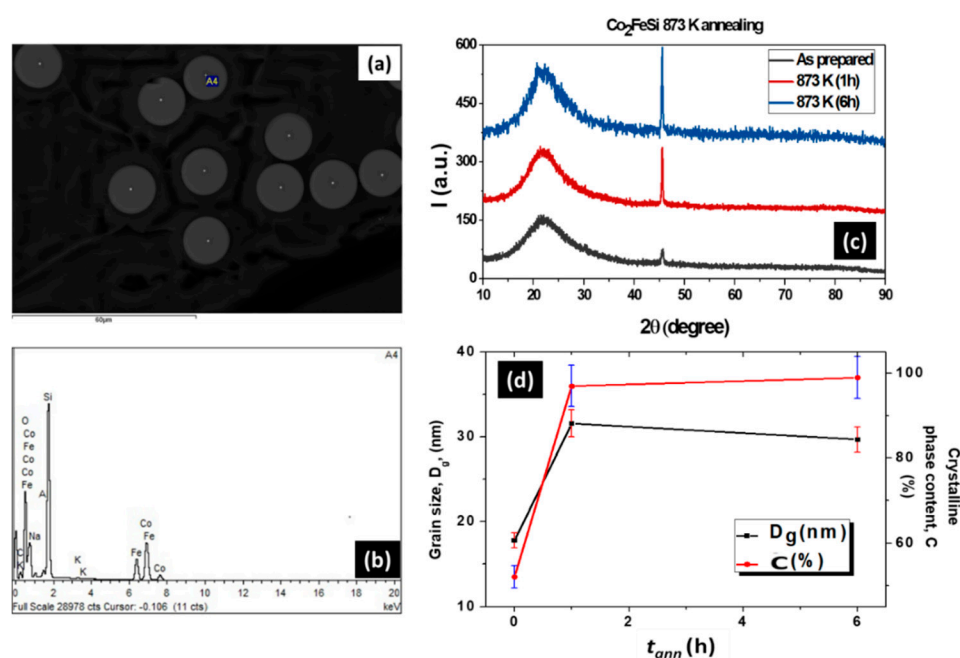 (a)
A4
60µm
A4
Si
O
Co
Fe
Co
Co
Fe
A
C
K
Na
K
K
Co
Fe
Fe
Co
(b)
0 2 4 6 8 10 12 14 16 18 20
Full Scale 28978 cts Cursor: -0.106 (11 cts) keV
Co2FeSi 873 K annealing
600
450
300
150
0
I (a.u.)
As prepared
873 K (1h)
873 K (6h)
(c)
10 20 30 40 50 60 70 80 90
2θ (degree)
(d)
40
30
20
10
Grain size, Dg, (nm)
100
80
60
Crystalline
phase content, C
(%)
Dg(nm)
C(%)
0 2 4 6
tann (h)